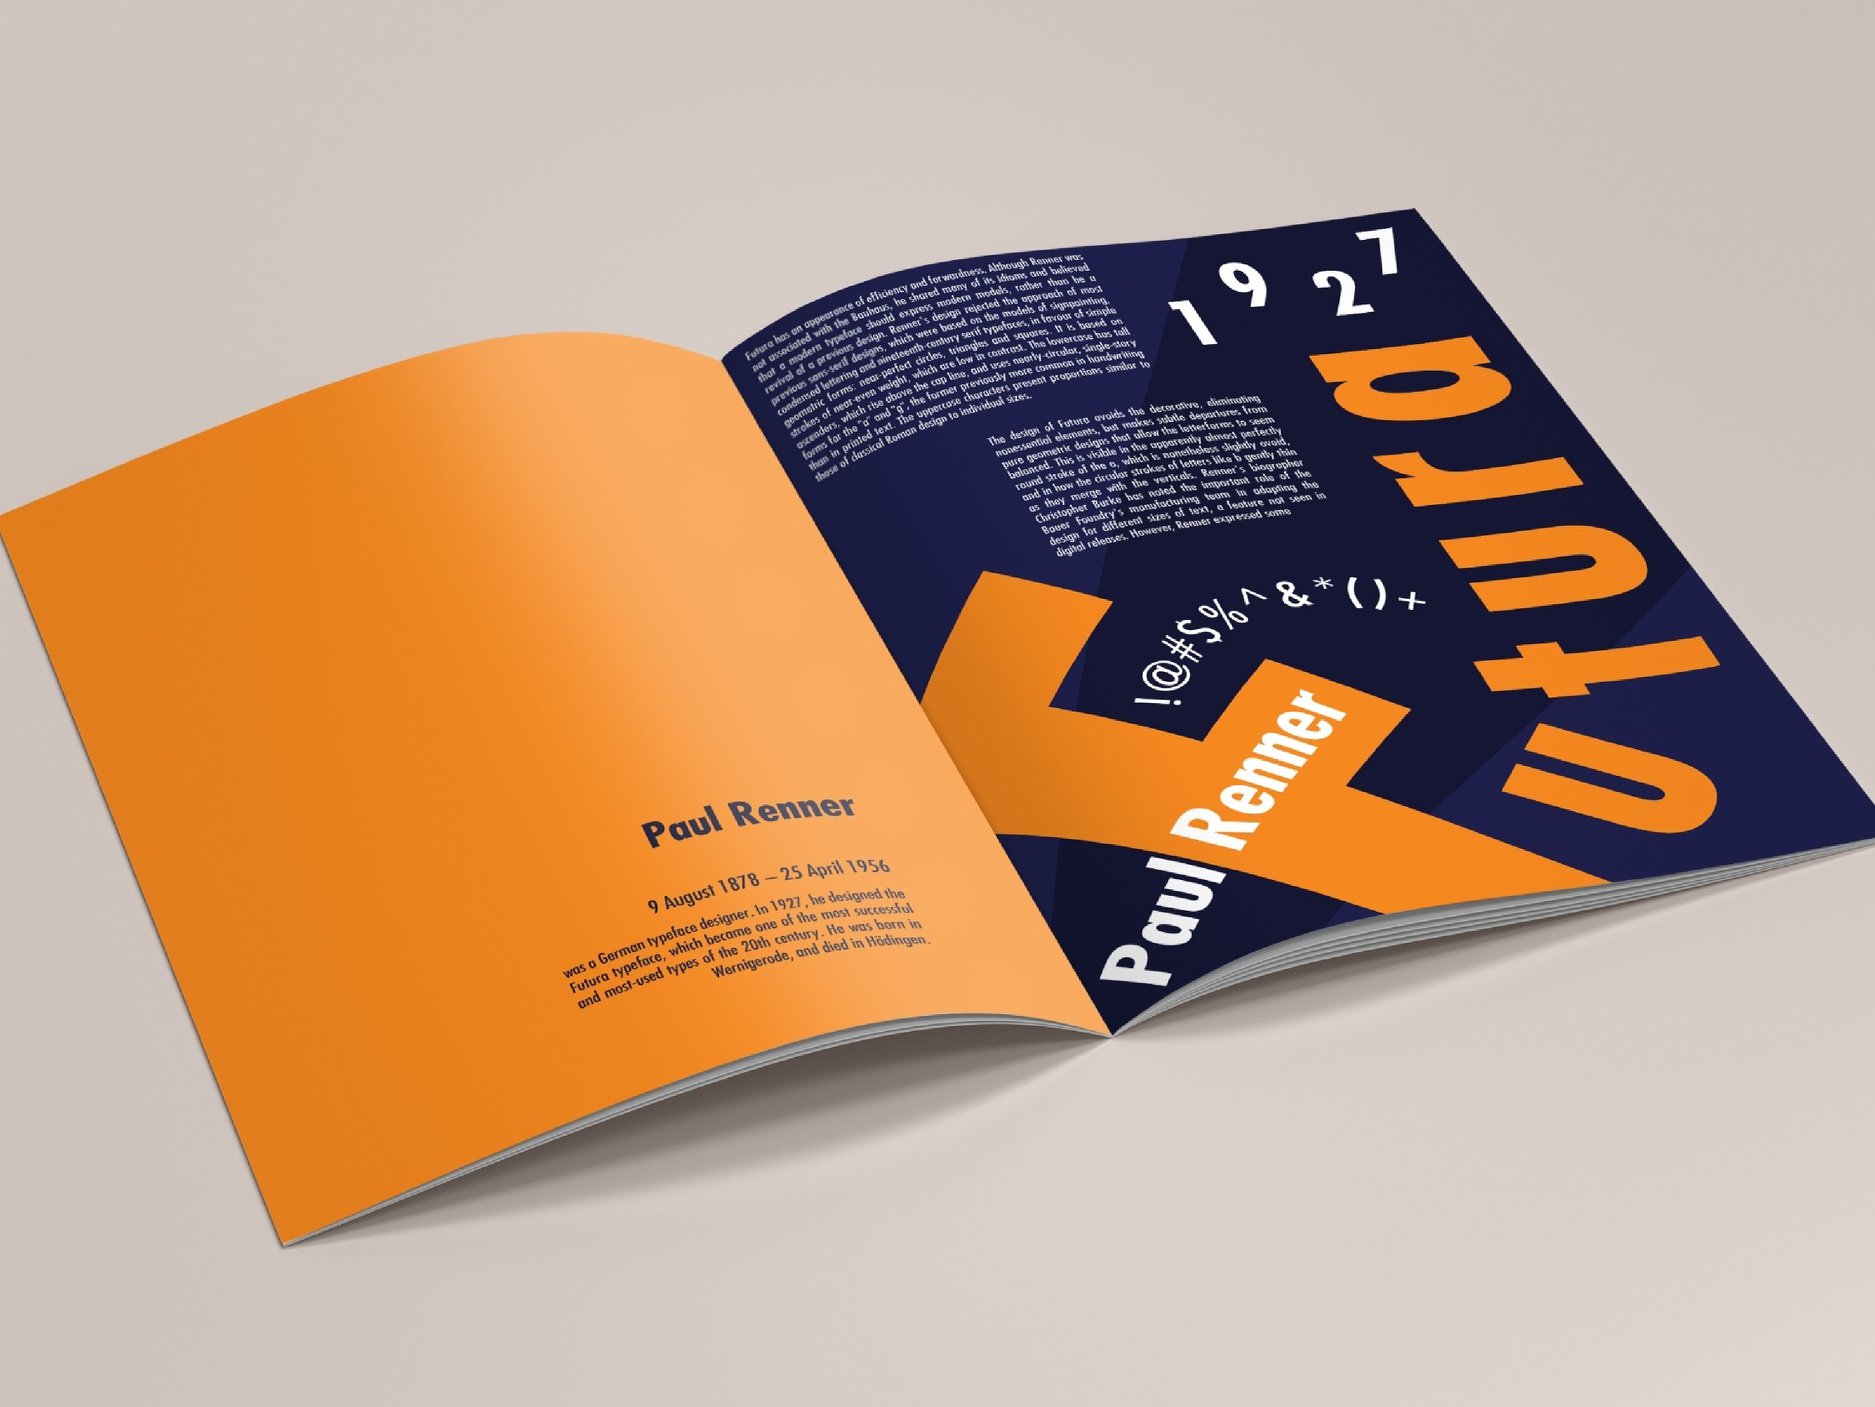 Paul Renner
9 August 1878 – 25 April 1956
was a German typeface designer. In 1927, he designed the
Futura typeface, which became one of the most successful
and most-used types of the 20th century. He was born in
Wernigerode, and died in Hödingen.
Futura has an appearance of efficiency and forwardness. Although Renner was
not associated with the Bauhaus, he shared many of its idioms and believed
that a modern typeface should express modern models, rather than be a
revival of a previous design. Renner's design rejected the approach of most
previous sans-serif designs, which were based on the models of signpainting,
condensed lettering and nineteenth-century serif typefaces, in favour of simple
geometric forms: near-perfect circles, triangles and squares. It is based on
strokes of near-even weight, which are low in contrast. The lowercase has tall
ascenders, which rise above the cap line, and uses nearly-circular, single-story
forms for the "a" and "g", the former previously more common in handwriting
than in printed text. The uppercase characters present proportions similar to
those of classical Roman design to individual sizes.
The design of Futura avoids the decorative, eliminating
nonessential elements, but makes subtle departures from
pure geometric designs that allow the letterforms to seem
balanced. This is visible in the apparently almost perfectly
round stroke of the o, which is nonetheless slightly ovoid,
and in how the circular strokes of letters like b gently thin
as they merge with the verticals. Renner's biographer
Christopher Burke has noted the important role of the
Bauer Foundry's manufacturing team in adapting the
design for different sizes of text, a feature not seen in
digital releases. However, Renner expressed some
1927
Futura
!@#$%^&*()+
Paul Renner